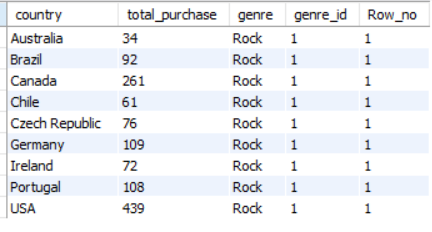 country total_purchase genre genre_id Row_no
Australia 34 Rock 1 1
Brazil 92 Rock 1 1
Canada 261 Rock 1 1
Chile 61 Rock 1 1
Czech Republic 76 Rock 1 1
Germany 109 Rock 1 1
Ireland 72 Rock 1 1
Portugal 108 Rock 1 1
USA 439 Rock 1 1